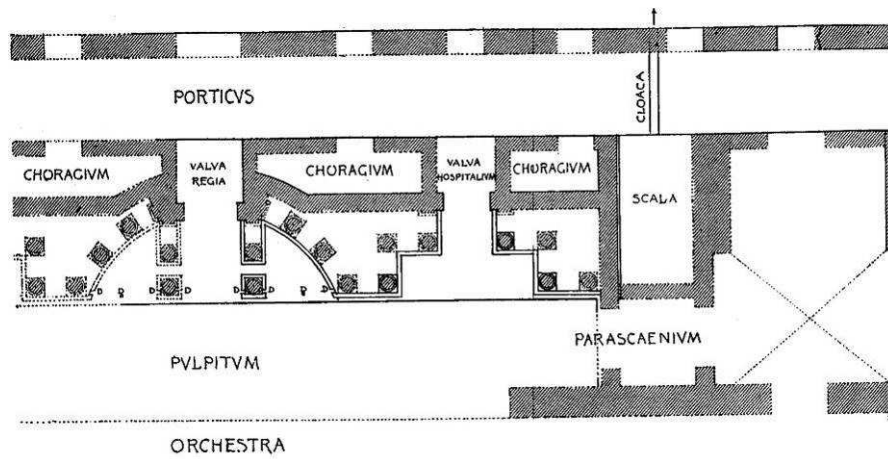 CLOACA
PORTICVS
CHORAGIVM
VALVA
REGIA
CHORAGIVM
VALVA
HOSPITALIVM
CHORAGIVM
SCALA
D
D D D D D D
PVLPITVM
PARASCAENIVM
ORCHESTRA